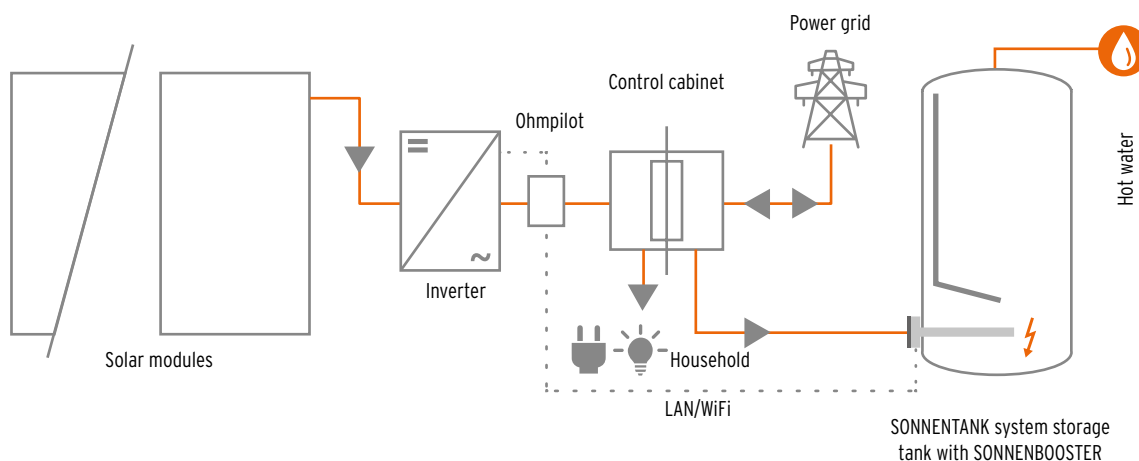 Power grid
Control cabinet
Ohmpilot
Hot water
Inverter
Solar modules
Household
LAN/WiFi
SONNENTANK system storage
tank with SONNENBOOSTER